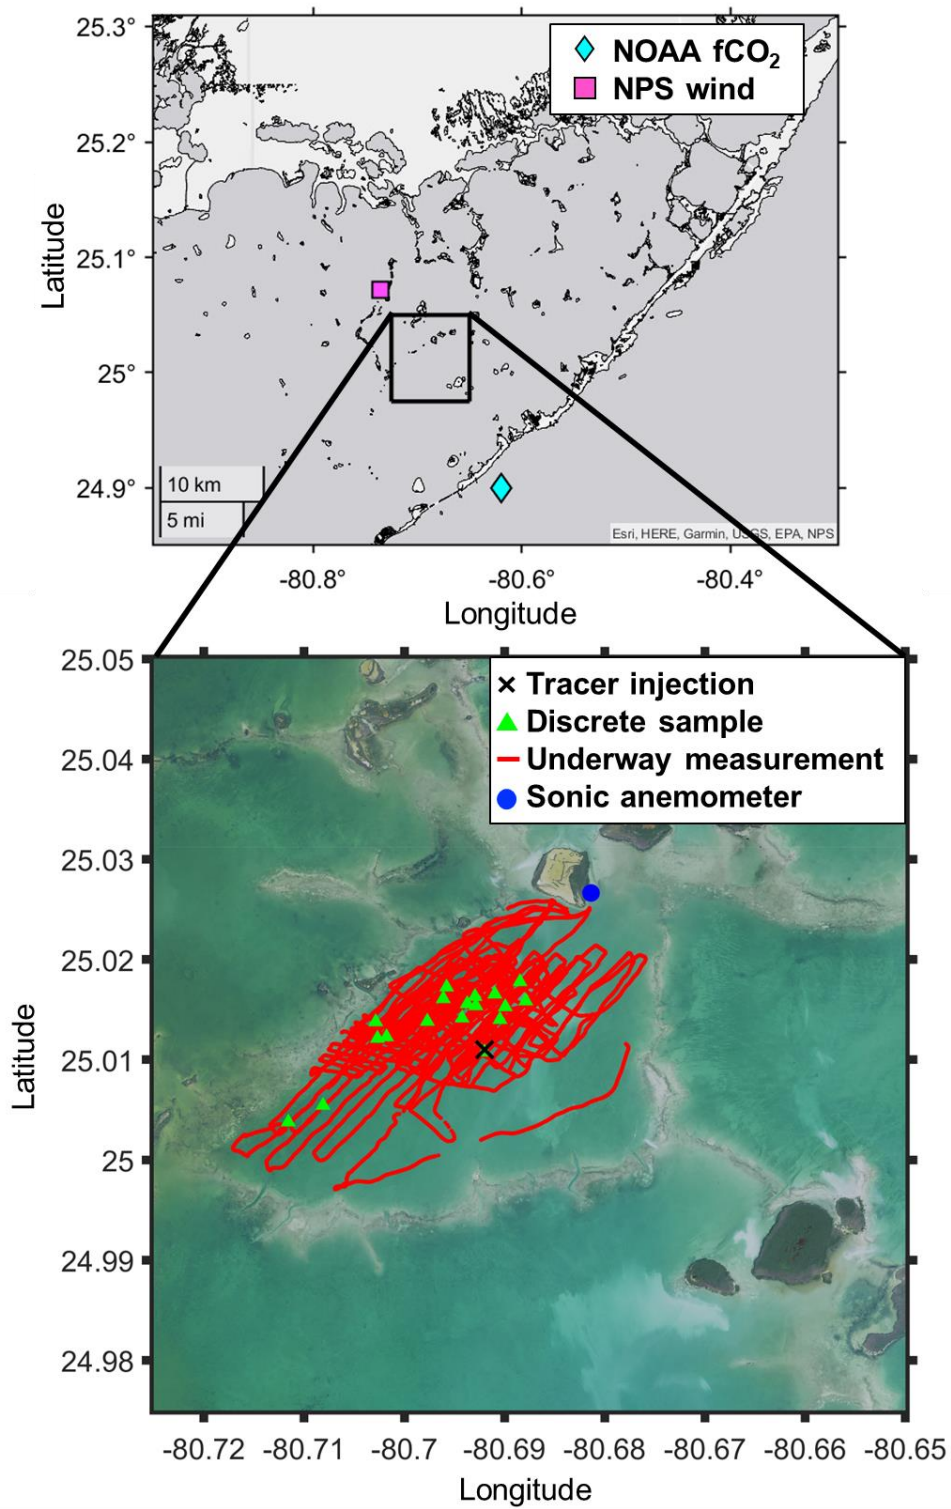 25.3°
NOAA fCO₂
NPS wind
25.2°
25.1°
25°
24.9°
Latitude
10 km
5 mi
Esri, HERE, Garmin, USGS, EPA, NPS
-80.8°
-80.6°
-80.4°
Longitude
25.05
25.04
25.03
25.02
25.01
25
24.99
24.98
Latitude
Tracer injection
Discrete sample
Underway measurement
Sonic anemometer
-80.72
-80.71
-80.7
-80.69
-80.68
-80.67
-80.66
-80.65
Longitude